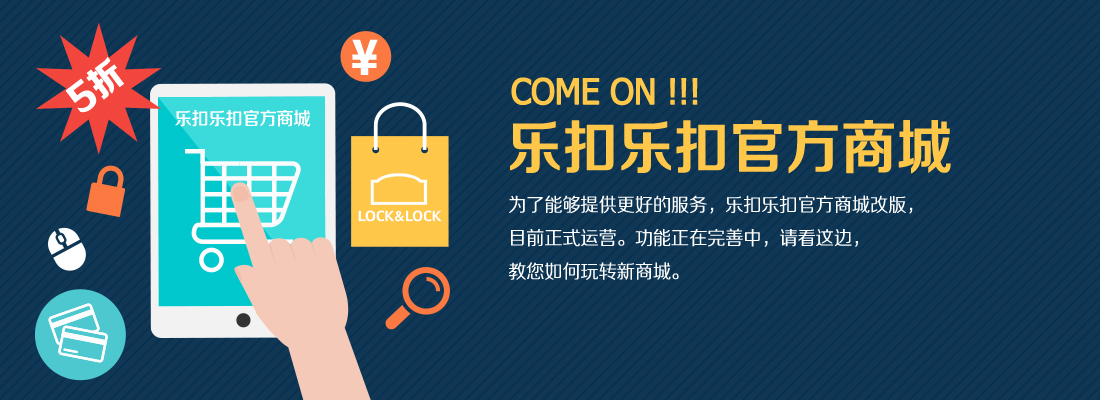 5折
¥
乐扣乐扣官方商城
LOCK&LOCK
COME ON !!!
乐扣乐扣官方商城
为了能够提供更好的服务，乐扣乐扣官方商城改版，
目前正式运营。功能正在完善中，请看这边，
教您如何玩转新商城。